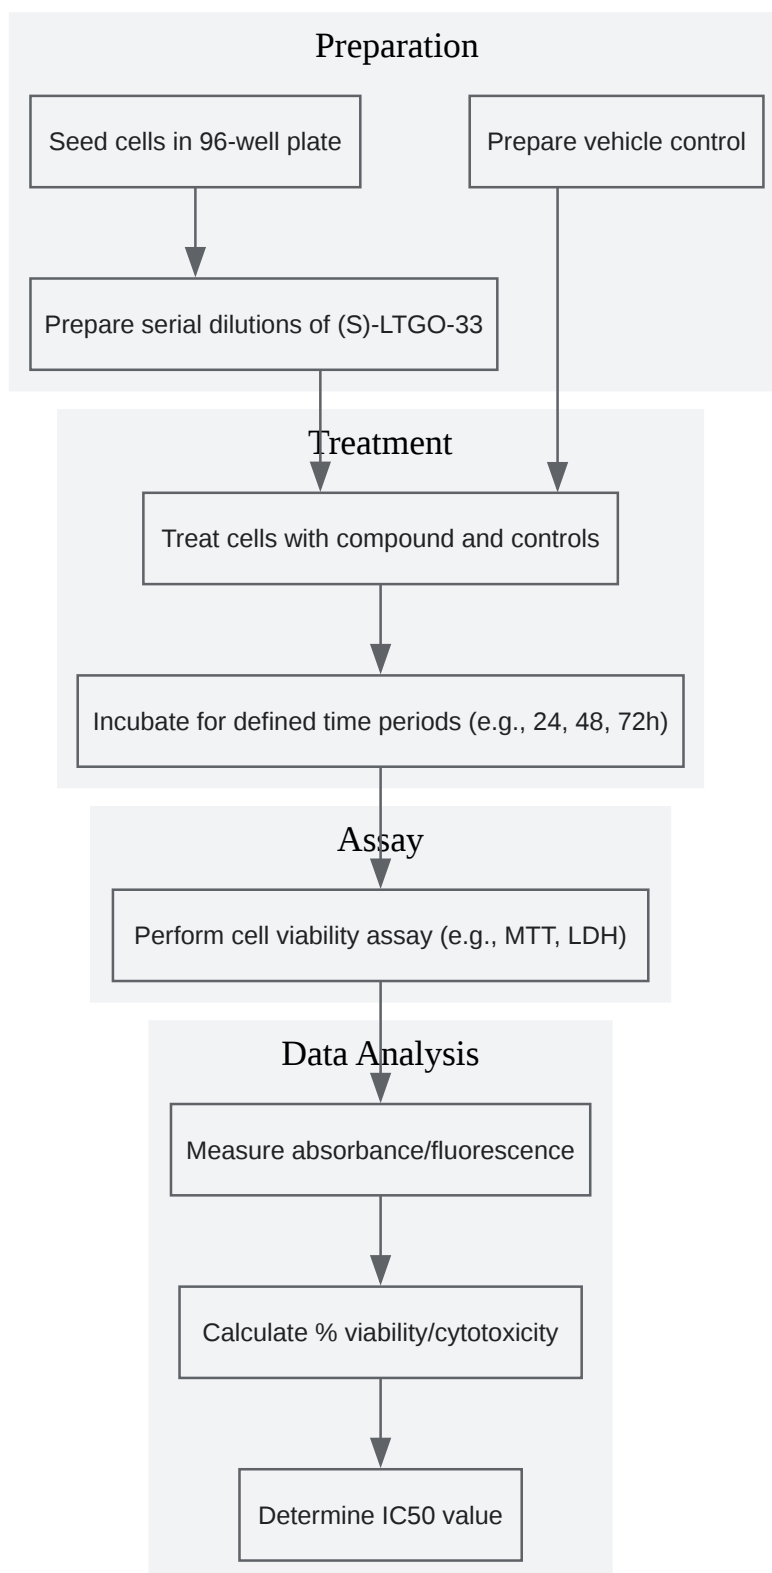 Preparation
Seed cells in 96-well plate
Prepare vehicle control
Prepare serial dilutions of (S)-LTGO-33
Treatment
Treat cells with compound and controls
Incubate for defined time periods (e.g., 24, 48, 72h)
Assay
Perform cell viability assay (e.g., MTT, LDH)
Data Analysis
Measure absorbance/fluorescence
Calculate % viability/cytotoxicity
Determine IC50 value